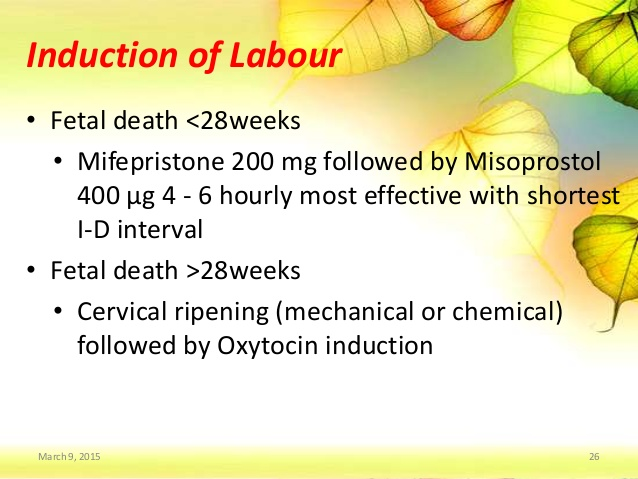 Induction of Labour
• Fetal death <28weeks
• Mifepristone 200 mg followed by Misoprostol
400 µg 4 - 6 hourly most effective with shortest
I-D interval
• Fetal death >28weeks
• Cervical ripening (mechanical or chemical)
followed by Oxytocin induction
March 9, 2015
26